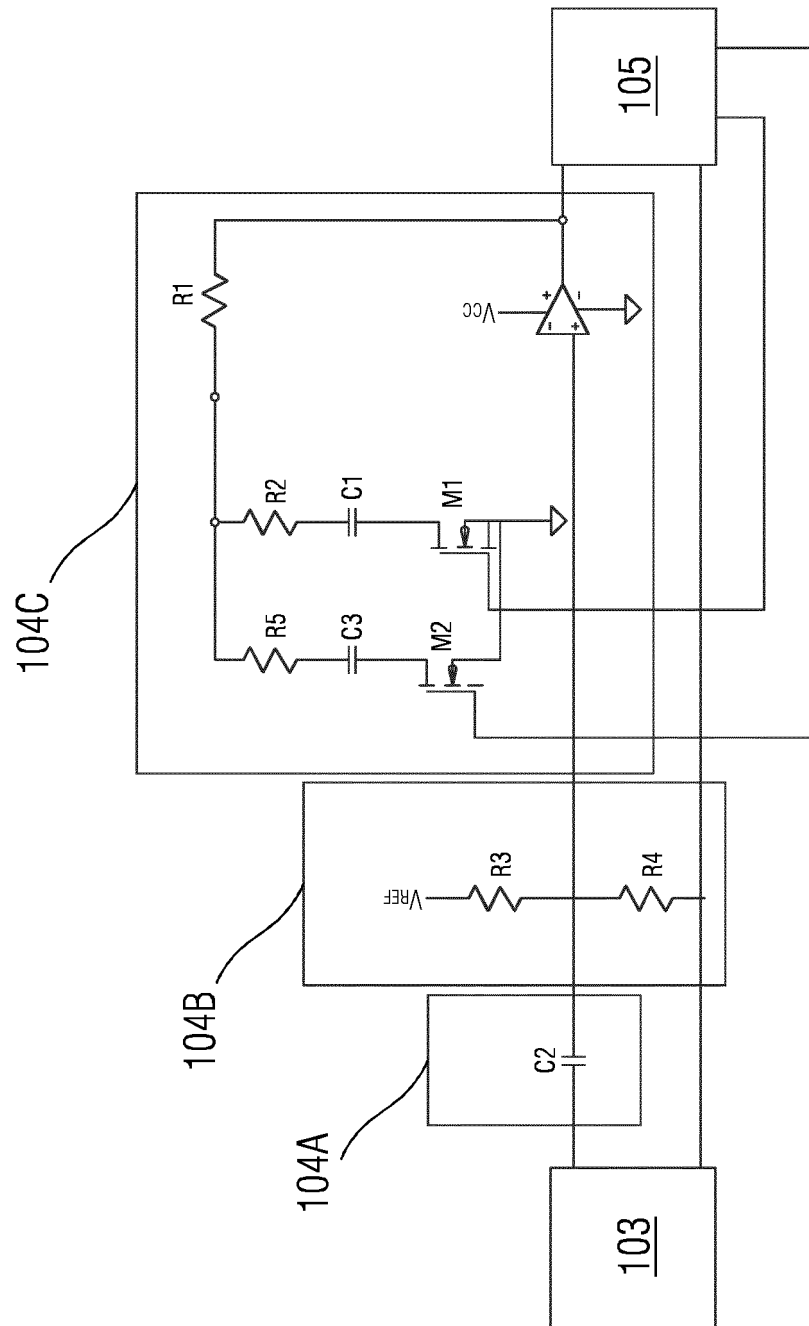 104C
R1
105
R2
C1
M1
R5
C3
M2
VCC
+
-
-
+
104B
VREF
R3
R4
104A
C2
103